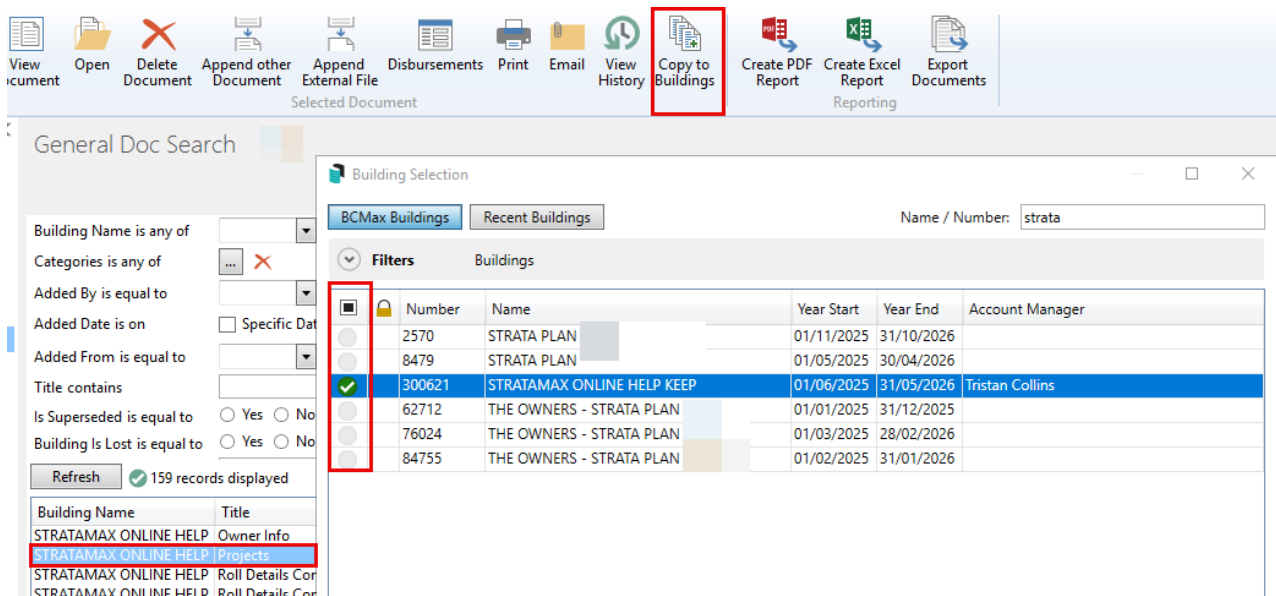 View Document
Open
Delete Document
Append other Document
Append External File
Disbursements
Print
Email
View History
Copy to Buildings
Create PDF Report
Create Excel Report
Export Documents
Selected Document
Reporting
General Doc Search
Building Name is any of
Categories is any of
...
Added By is equal to
Added Date is on
Specific Dat
Added From is equal to
Title contains
Is Superseded is equal to
Yes
No
Building Is Lost is equal to
Yes
No
Refresh
159 records displayed
Building Name Title
STRATAMAX ONLINE HELP Owner Info
STRATAMAX ONLINE HELP Projects
STRATAMAX ONLINE HELP Roll Details Cor
STRATAMAX ONLINE HELP Roll Details Cor
Building Selection
BCMax Buildings
Recent Buildings
Name / Number: strata
Filters
Buildings
Number Name Year Start Year End Account Manager
2570 STRATA PLAN 01/11/2025 31/10/2026
8479 STRATA PLAN 01/05/2025 30/04/2026
300621 STRATAMAX ONLINE HELP KEEP 01/06/2025 31/05/2026 Tristan Collins
62712 THE OWNERS - STRATA PLAN 01/01/2025 31/12/2025
76024 THE OWNERS - STRATA PLAN 01/03/2025 28/02/2026
84755 THE OWNERS - STRATA PLAN 01/02/2025 31/01/2026